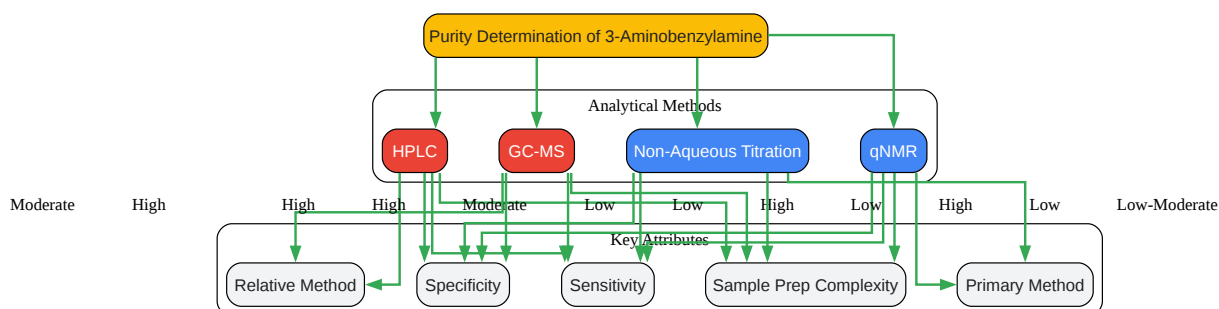 Purity Determination of 3-Aminobenzylamine
Analytical Methods
HPLC GC-MS Non-Aqueous Titration qNMR
Moderate High High High Moderate Low Low High Low High Low Low-Moderate
Key Attributes
Relative Method Specificity Sensitivity Sample Prep Complexity Primary Method